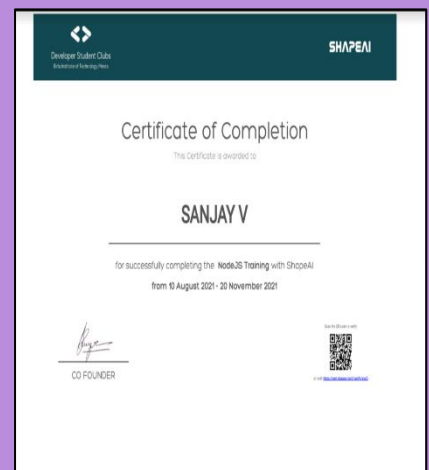 Developer Student Clubs
SHAPEAI
Certificate of Completion
This Certificate is awarded to
SANJAY V
for successfully completing the NodeJS Training with ShapeAI
from 10 August 2021 - 20 November 2021
CO FOUNDER